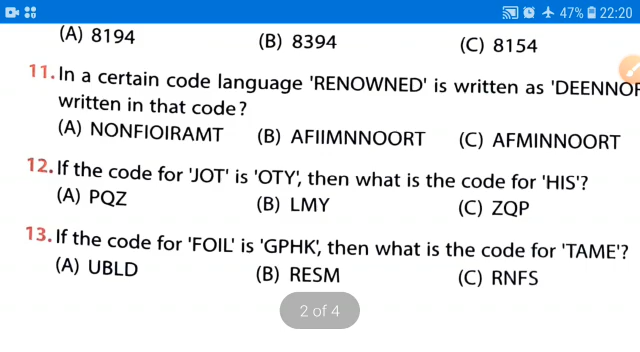 47% 22:20
(A) 8194 (B) 8394 (C) 8154
11. In a certain code language 'RENOWNED' is written as 'DEENNOR
written in that code?
(A) NONFIOIRAMT (B) AFIIMNNOORT (C) AFMINNOORT
12. If the code for 'JOT' is 'OTY', then what is the code for 'HIS'?
(A) PQZ (B) LMY (C) ZQP
13. If the code for 'FOIL' is 'GPHK', then what is the code for 'TAME'?
(A) UBLD (B) RESM (C) RNFS
2 of 4